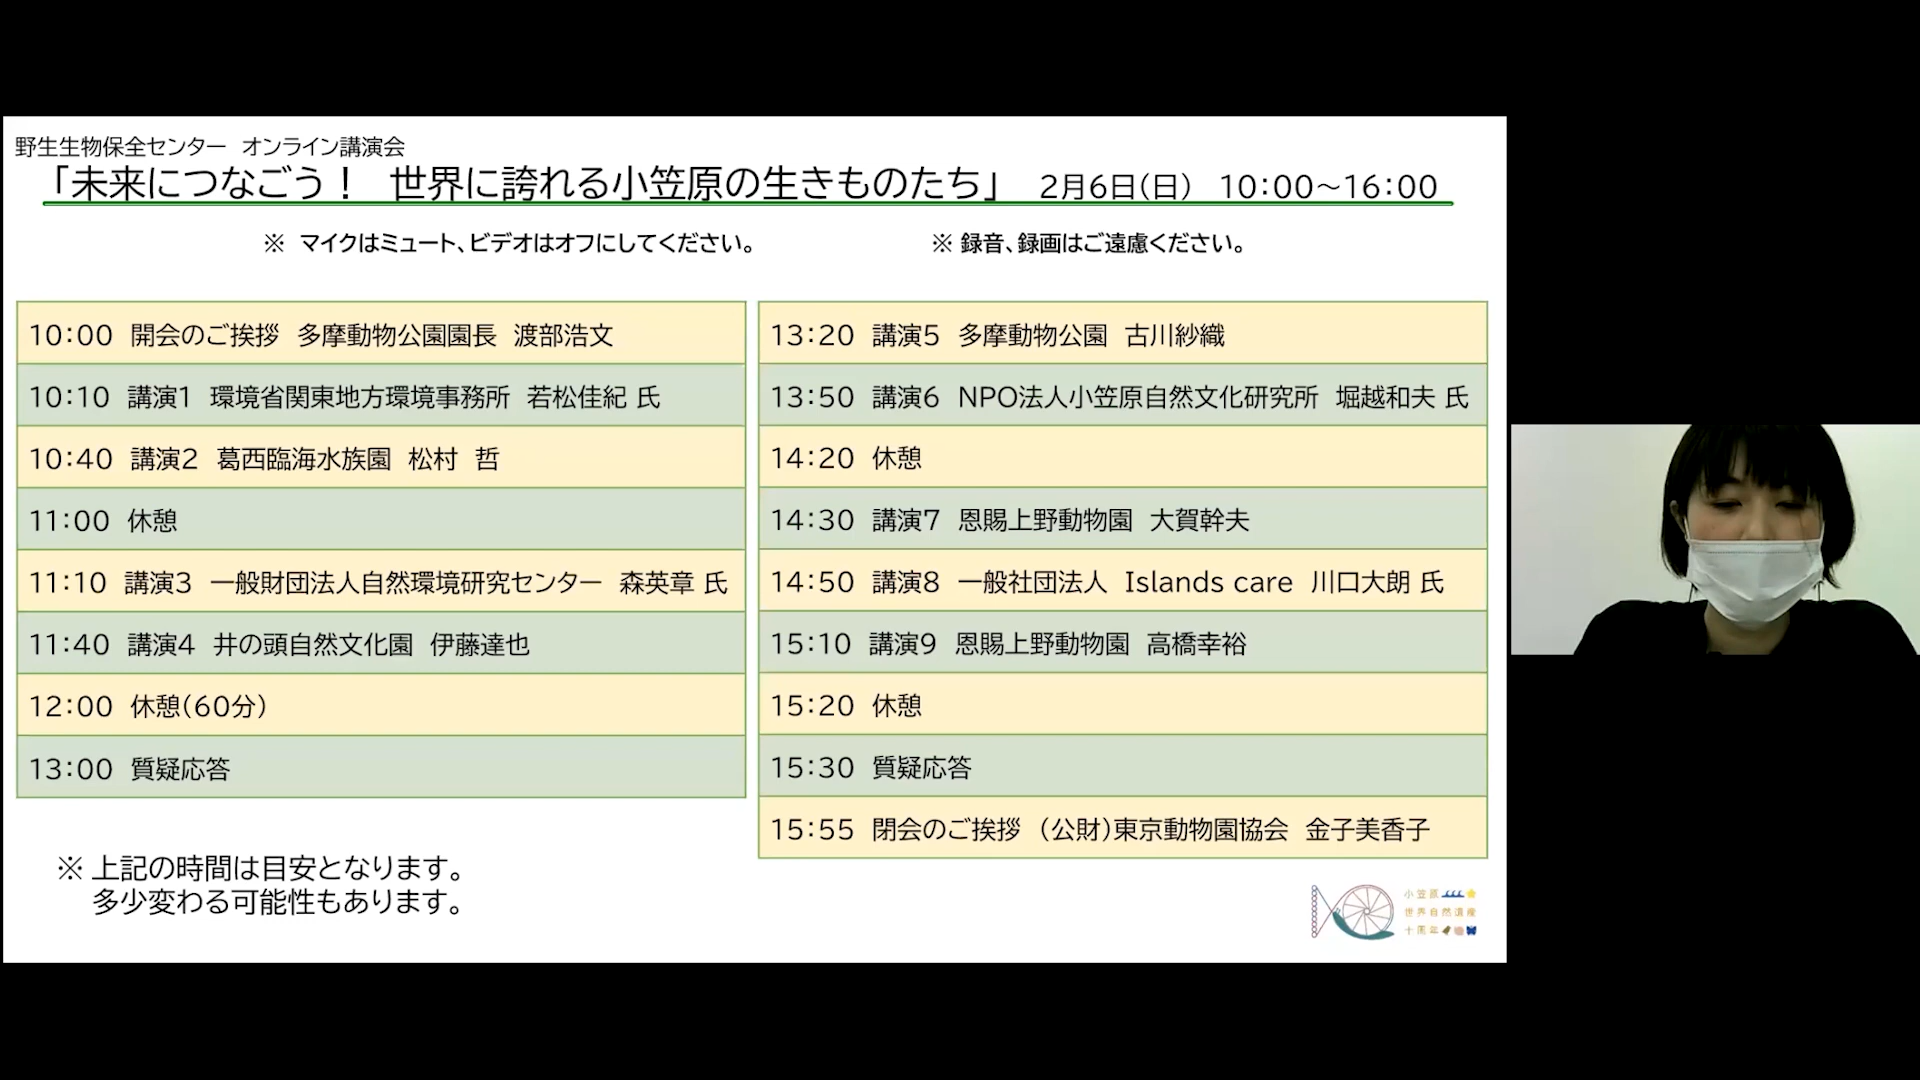 野生生物保全センター　オンライン講演会
「未来につなごう！　世界に誇れる小笠原の生きものたち」　2月6日(日)　10:00～16:00
※　マイクはミュート、ビデオはオフにしてください。
※ 録音、録画はご遠慮ください。
10:00　開会のご挨拶　多摩動物公園園長　渡部浩文
10:10　講演1　環境省関東地方環境事務所　若松佳紀 氏
10:40　講演2　葛西臨海水族園　松村　哲
11:00　休憩
11:10　講演3　一般財団法人自然環境研究センター　森英章 氏
11:40　講演4　井の頭自然文化園　伊藤達也
12:00　休憩(60分)
13:00　質疑応答
13:20　講演5　多摩動物公園　古川紗織
13:50　講演6　NPO法人小笠原自然文化研究所　堀越和夫 氏
14:20　休憩
14:30　講演7　恩賜上野動物園　大賀幹夫
14:50　講演8　一般社団法人　Islands care　川口大朗 氏
15:10　講演9　恩賜上野動物園　高橋幸裕
15:20　休憩
15:30　質疑応答
15:55　閉会のご挨拶　(公財)東京動物園協会　金子美香子
※ 上記の時間は目安となります。
多少変わる可能性もあります。
小笠原
世界自然遺産
十周年